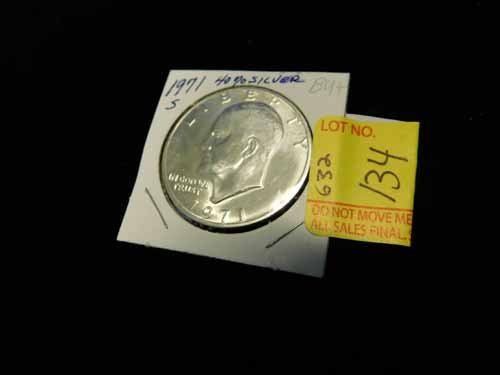 1971 40% SILVER BU+
S
LIBERTY
IN GOD WE
TRUST
1971
LOT NO.
632
134
DO NOT MOVE ME
ALL SALES FINAL.